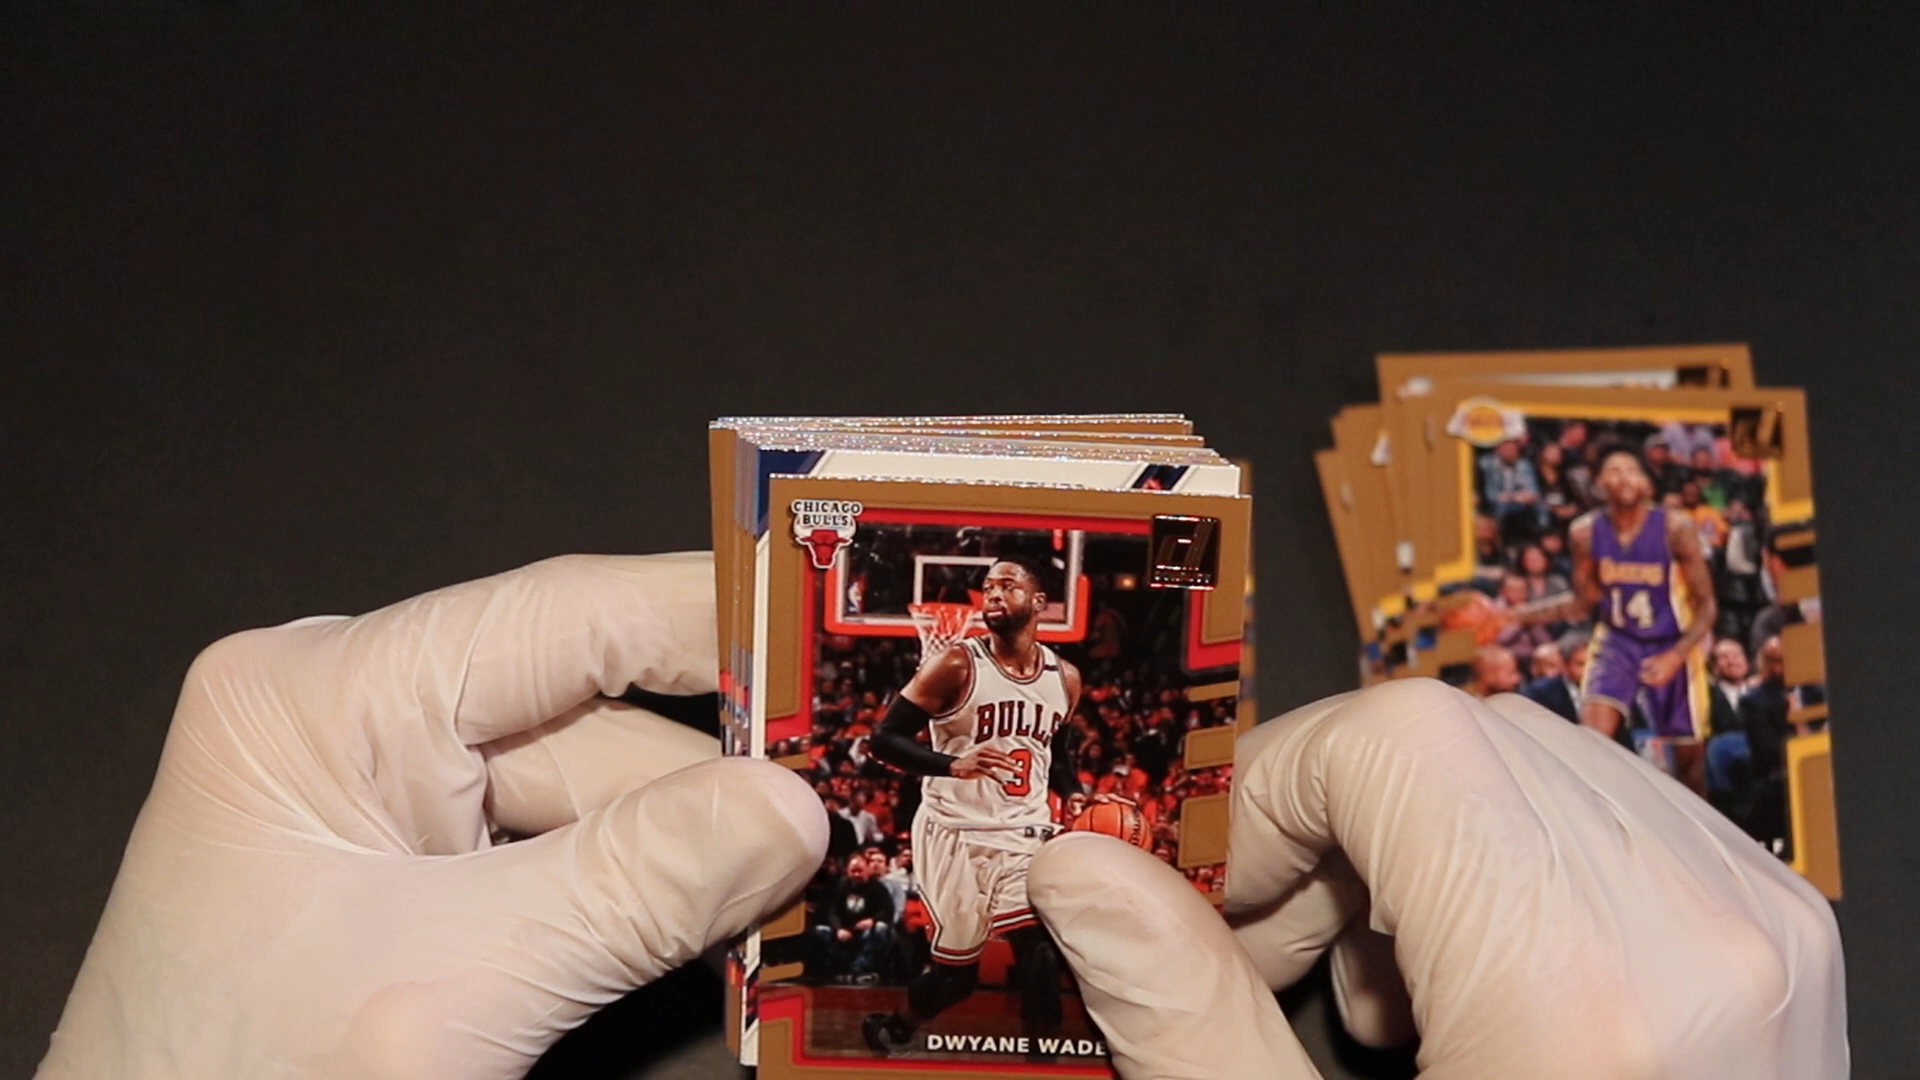 CHICAGO
BULLS
BULLS
3
DWYANE WADE
LAKERS
14